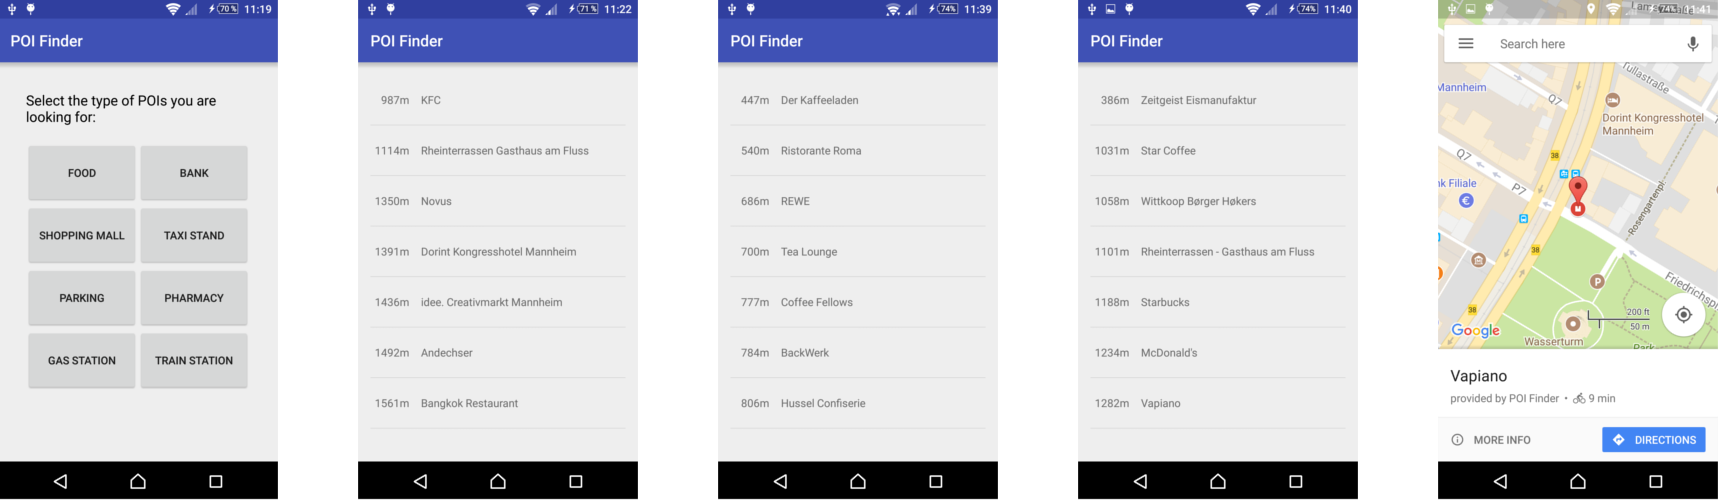 70% 11:19
POI Finder
Select the type of POIs you are
looking for:
FOOD
BANK
SHOPPING MALL
TAXI STAND
PARKING
PHARMACY
GAS STATION
TRAIN STATION
71% 11:22
POI Finder
987m KFC
1114m Rheinterrassen Gasthaus am Fluss
1350m Novus
1391m Dorint Kongresshotel Mannheim
1436m idee. Creativmarkt Mannheim
1492m Andechser
1561m Bangkok Restaurant
74% 11:39
POI Finder
447m Der Kaffeeladen
540m Ristorante Roma
686m REWE
700m Tea Lounge
777m Coffee Fellows
784m BackWerk
806m Hussel Confiserie
74% 11:40
POI Finder
386m Zeitgeist Eismanufaktur
1031m Star Coffee
1058m Wittkoop Børger Høkers
1101m Rheinterrassen - Gasthaus am Fluss
1188m Starbucks
1234m McDonald's
1282m Vapiano
74% 11:41
Search here
Tullastraße
Mannheim
Q7
Dorint Kongresshotel
Mannheim
38
Q7
P7
nk Filiale
€
Rosengartenpl.
38
P
Friedrichspl
38
200 ft
50 m
Google
Wasserturm
Park
Vapiano
provided by POI Finder • 9 min
MORE INFO
DIRECTIONS